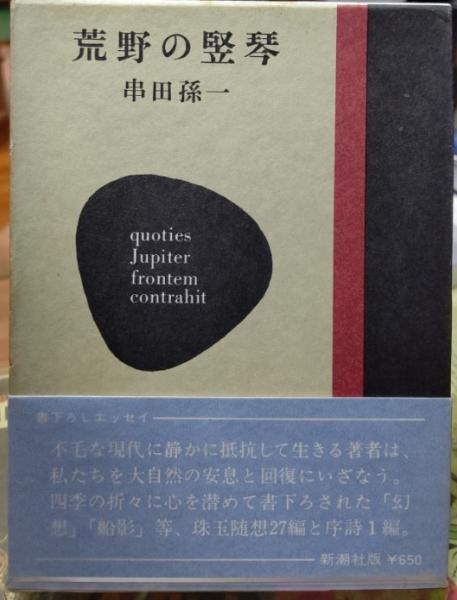 荒野の竪琴
串田孫一
quoties
Jupiter
frontem
contrahit
書下ろしエッセイ
不毛な現代に静かに抵抗して生きる著者は、
私たちを大自然の安息と回復にいざなう。
四季の折々に心を潜めて書下ろされた「幻
想」「船影」等、珠玉随想27編と序詩1編。
新潮社版 ¥650